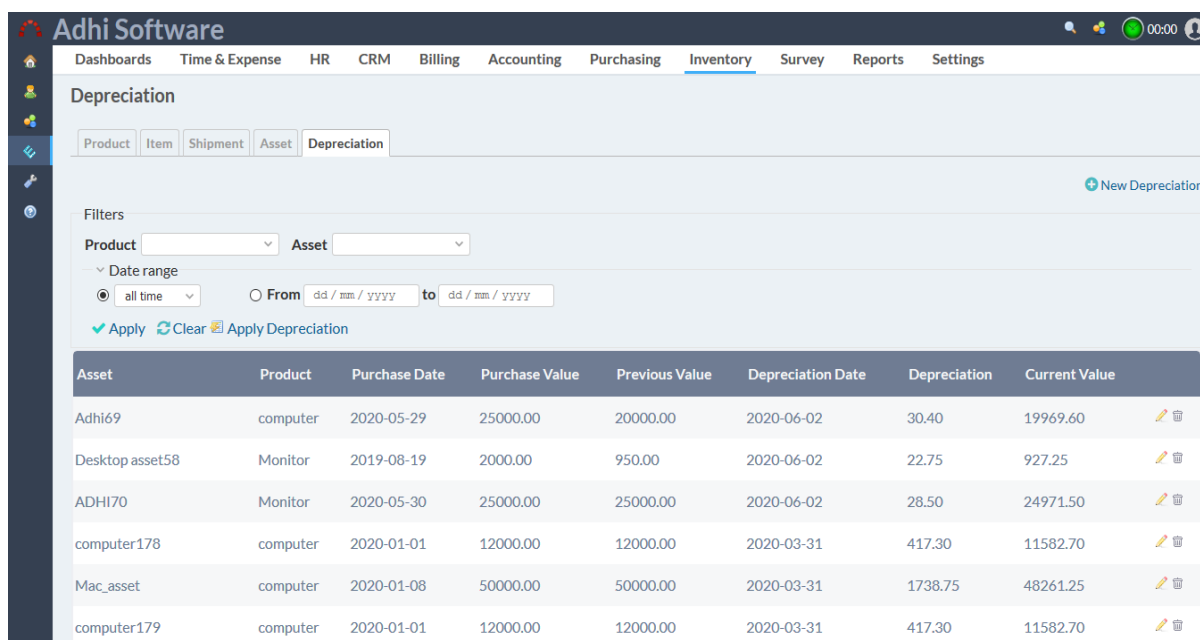 Adhi Software
00:00
Dashboards Time & Expense HR CRM Billing Accounting Purchasing Inventory Survey Reports Settings
Depreciation
Product Item Shipment Asset Depreciation
New Depreciation
Filters
Product Asset
Date range
all time From dd / mm / yyyy to dd / mm / yyyy
Apply Clear Apply Depreciation
Asset Product Purchase Date Purchase Value Previous Value Depreciation Date Depreciation Current Value
Adhi69 computer 2020-05-29 25000.00 20000.00 2020-06-02 30.40 19969.60
Desktop asset58 Monitor 2019-08-19 2000.00 950.00 2020-06-02 22.75 927.25
ADHI70 Monitor 2020-05-30 25000.00 25000.00 2020-06-02 28.50 24971.50
computer178 computer 2020-01-01 12000.00 12000.00 2020-03-31 417.30 11582.70
Mac_asset computer 2020-01-08 50000.00 50000.00 2020-03-31 1738.75 48261.25
computer179 computer 2020-01-01 12000.00 12000.00 2020-03-31 417.30 11582.70